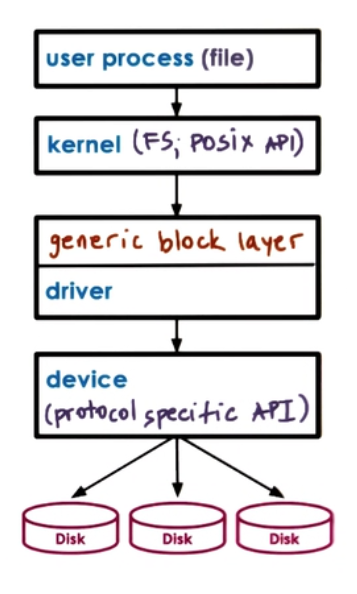 user process (file)
kernel (FS; POSIX API)
generic block layer
driver
device
(protocol specific API)
Disk Disk Disk